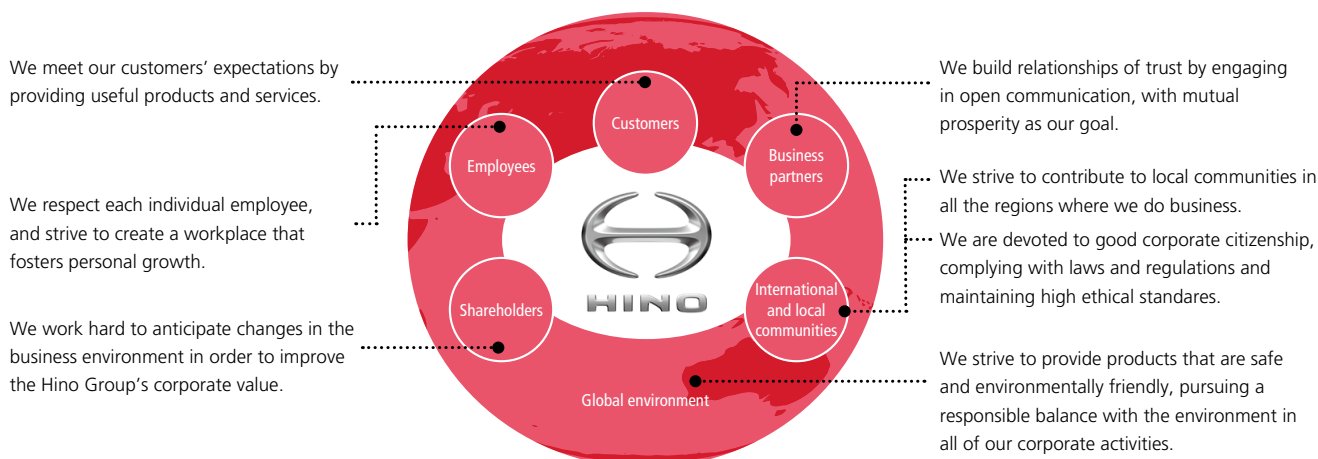 We meet our customers’ expectations by
providing useful products and services.
We respect each individual employee,
and strive to create a workplace that
fosters personal growth.
We work hard to anticipate changes in the
business environment in order to improve
the Hino Group’s corporate value.
Customers
Employees
Business
partners
HINO
Shareholders
International
and local
communities
Global environment
We build relationships of trust by engaging
in open communication, with mutual
prosperity as our goal.
We strive to contribute to local communities in
all the regions where we do business.
We are devoted to good corporate citizenship,
complying with laws and regulations and
maintaining high ethical standares.
We strive to provide products that are safe
and environmentally friendly, pursuing a
responsible balance with the environment in
all of our corporate activities.